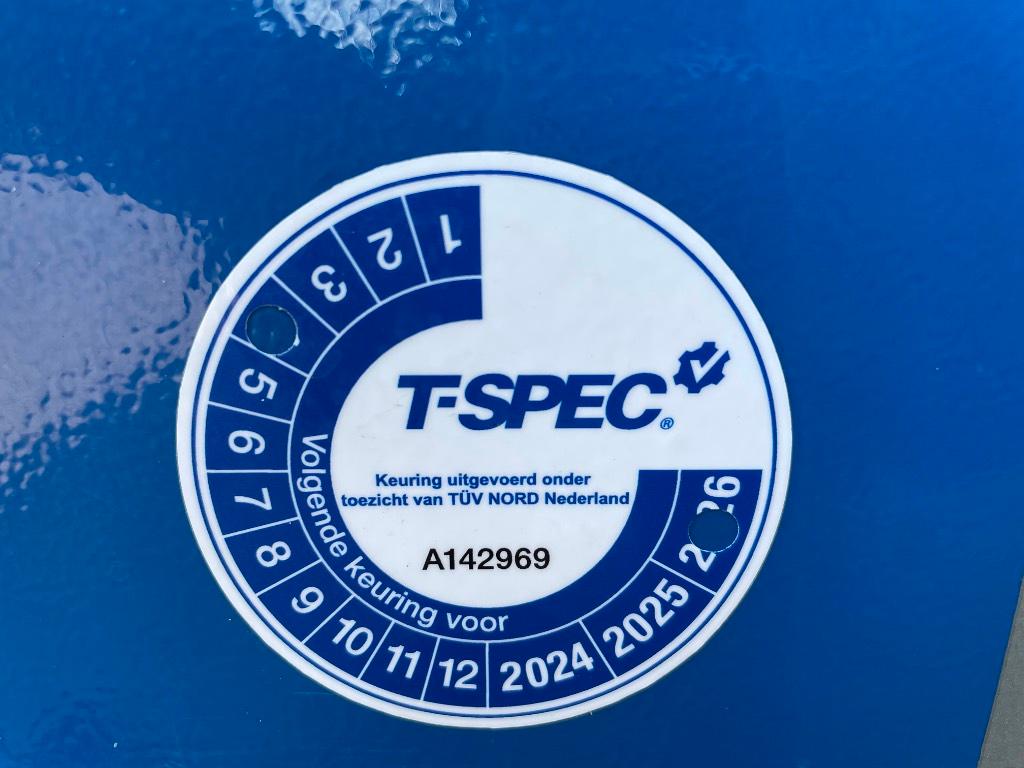 1
2
3
5
6
7
8
9
10
11
12
2024
2025
2026
Volgende keuring voor
T-SPEC®
Keuring uitgevoerd onder
toezicht van TÜV NORD Nederland
A142969